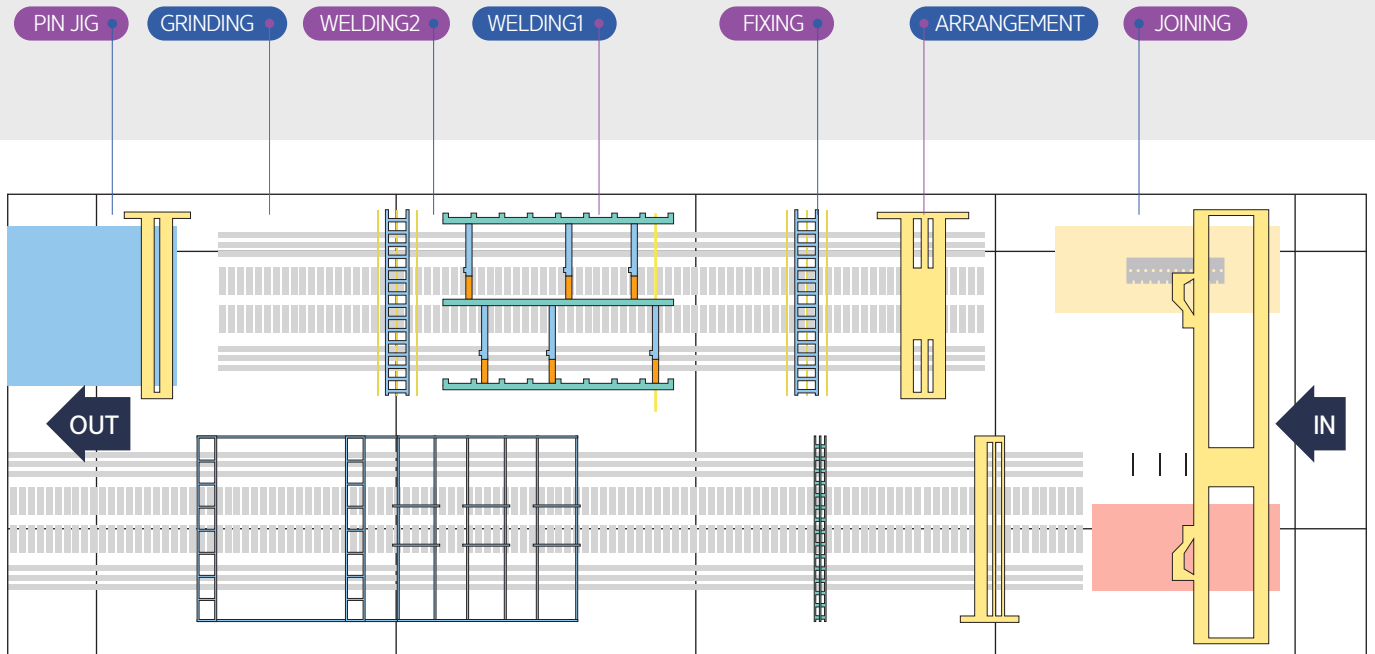 PIN JIG
GRINDING
WELDING2
WELDING1
FIXING
ARRANGEMENT
JOINING
OUT
IN